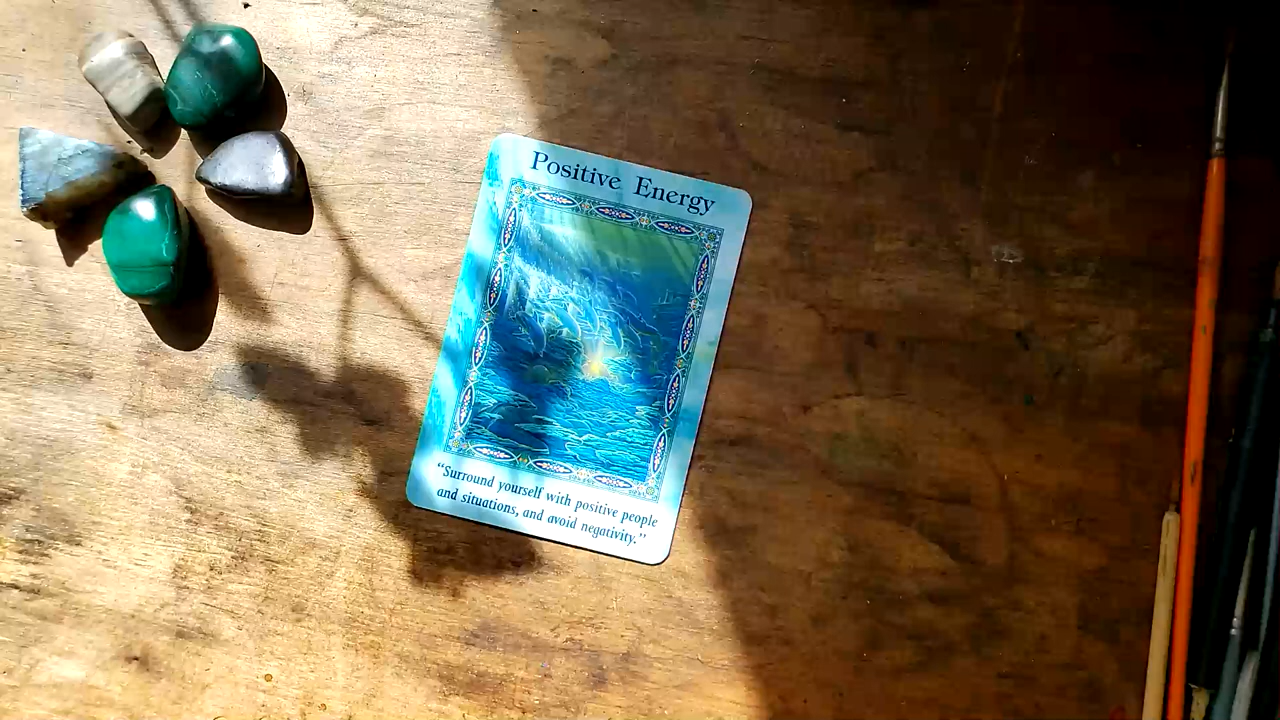 Positive Energy
“Surround yourself with positive people
and situations, and avoid negativity.”